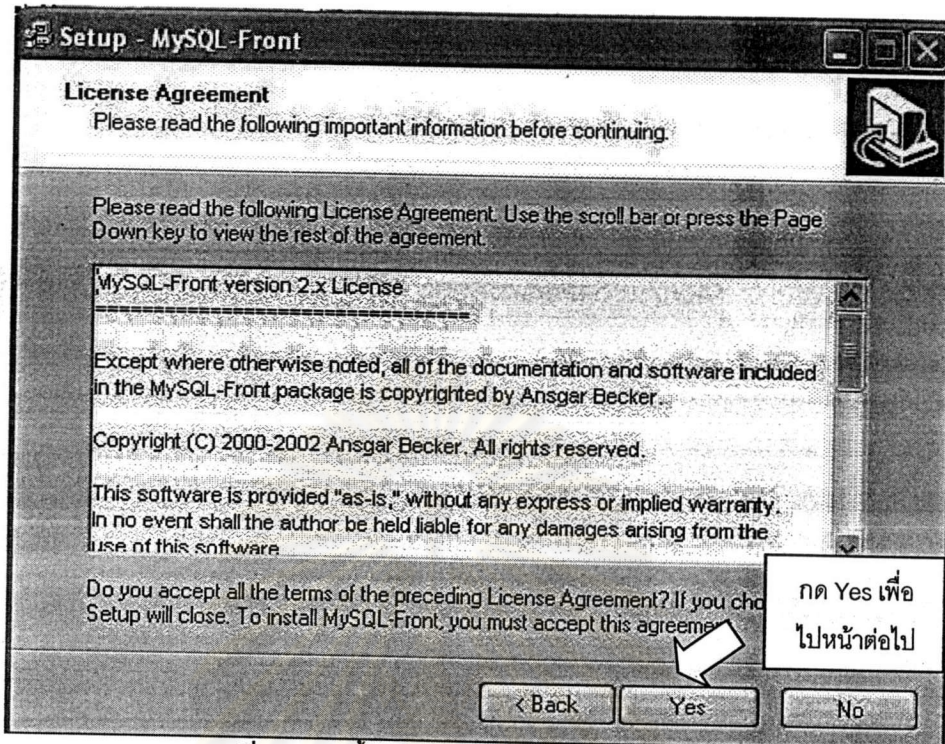 Setup - MySQL-Front
License Agreement
Please read the following important information before continuing.
Please read the following License Agreement. Use the scroll bar or press the Page
Down key to view the rest of the agreement.
MySQL-Front version 2.x License
================================
Except where otherwise noted, all of the documentation and software included
in the MySQL-Front package is copyrighted by Ansgar Becker.
Copyright (C) 2000-2002 Ansgar Becker. All rights reserved.
This software is provided "as-is," without any express or implied warranty.
In no event shall the author be held liable for any damages arising from the
use of this software.
Do you accept all the terms of the preceding License Agreement? If you cho
Setup will close. To install MySQL-Front, you must accept this agreement
กด Yes เพื่อ
ไปหน้าต่อไป
< Back
Yes
No